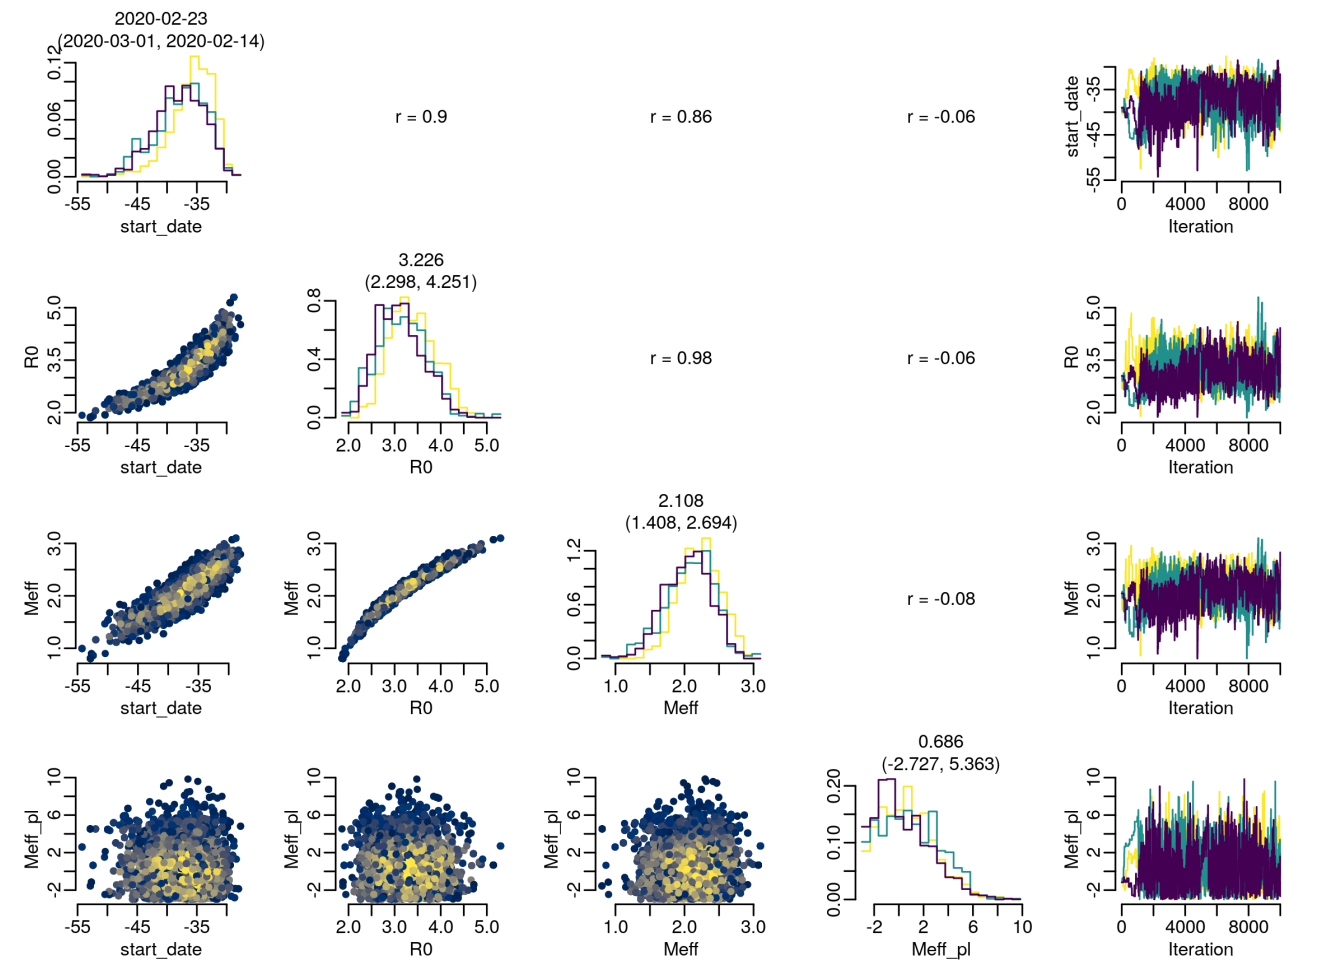 2020-02-23
(2020-03-01, 2020-02-14)
0.00 0.06 0.12
-55 -45 -35
start_date
r = 0.9
r = 0.86
r = -0.06
start_date
-55 -45 -35
0 4000 8000
Iteration
R0
2.0 3.5 5.0
-55 -45 -35
start_date
3.226
(2.298, 4.251)
0.0 0.4 0.8
2.0 3.0 4.0 5.0
R0
r = 0.98
r = -0.06
R0
2.0 3.5 5.0
0 4000 8000
Iteration
Meff
1.0 2.0 3.0
-55 -45 -35
start_date
Meff
1.0 2.0 3.0
2.0 3.0 4.0 5.0
R0
2.108
(1.408, 2.694)
0.0 0.6 1.2
1.0 2.0 3.0
Meff
r = -0.08
Meff
1.0 2.0 3.0
0 4000 8000
Iteration
Meff_pl
-2 2 6 10
-55 -45 -35
start_date
Meff_pl
-2 2 6 10
2.0 3.0 4.0 5.0
R0
Meff_pl
-2 2 6 10
1.0 2.0 3.0
Meff
0.686
(-2.727, 5.363)
0.00 0.10 0.20
-2 2 6 10
Meff_pl
Meff_pl
-2 2 6 10
0 4000 8000
Iteration